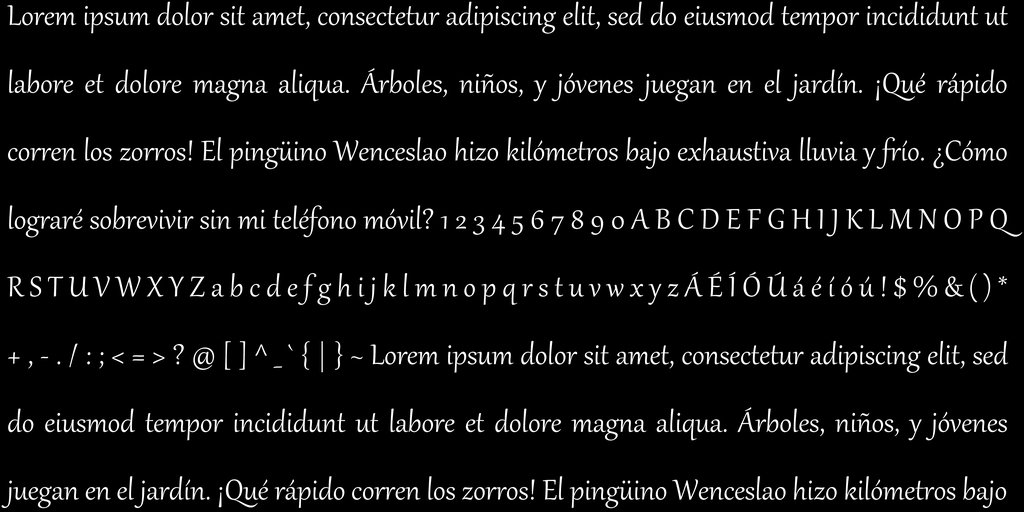 Lorem ipsum dolor sit amet, consectetur adipiscing elit, sed do eiusmod tempor incididunt ut
labore et dolore magna aliqua. Árboles, niños, y jóvenes juegan en el jardín. ¡Qué rápido
corren los zorros! El pingüino Wenceslao hizo kilómetros bajo exhaustiva lluvia y frío. ¿Cómo
lograré sobrevivir sin mi teléfono móvil? 1 2 3 4 5 6 7 8 9 0 A B C D E F G H I J K L M N O P Q
R S T U V W X Y Z a b c d e f g h i j k l m n o p q r s t u v w x y z Á É Í Ó Ú á é í ó ú ! $ % & ( ) *
+ , - . / : ; < = > ? @ [ ] ^ _ ` { | } ~ Lorem ipsum dolor sit amet, consectetur adipiscing elit, sed
do eiusmod tempor incididunt ut labore et dolore magna aliqua. Árboles, niños, y jóvenes
juegan en el jardín. ¡Qué rápido corren los zorros! El pingüino Wenceslao hizo kilómetros bajo